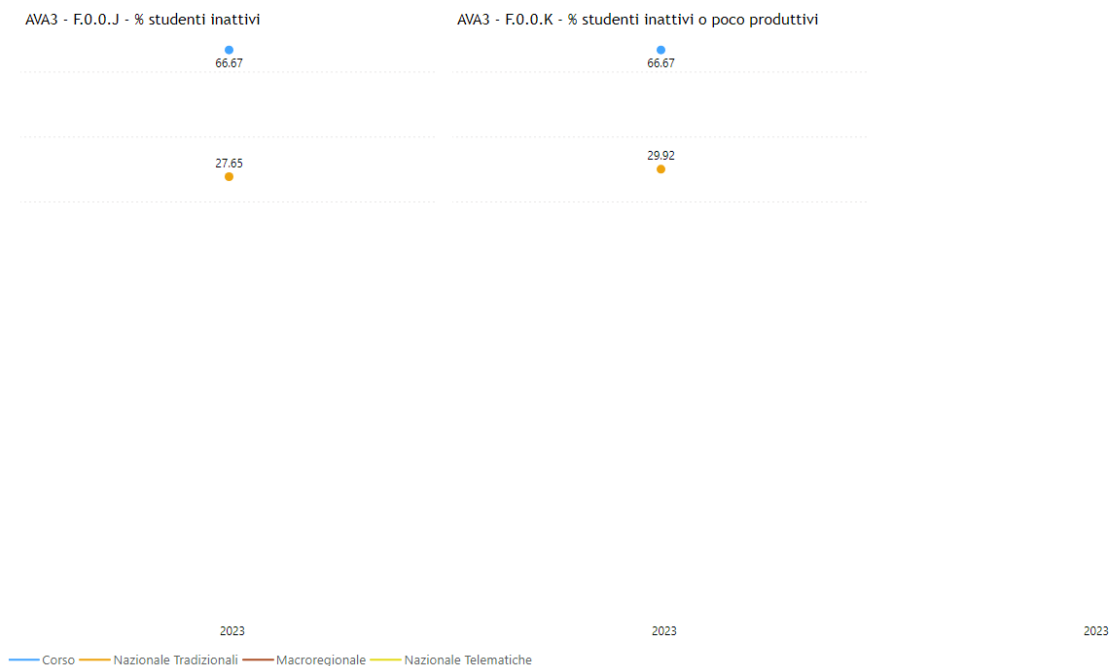 AVA3 - F.0.0.J - % studenti inattivi
AVA3 - F.0.0.K - % studenti inattivi o poco produttivi
66.67
66.67
27.65
29.92
2023
2023
2023
Corso
Nazionale Tradizionali
Macroregionale
Nazionale Telematiche